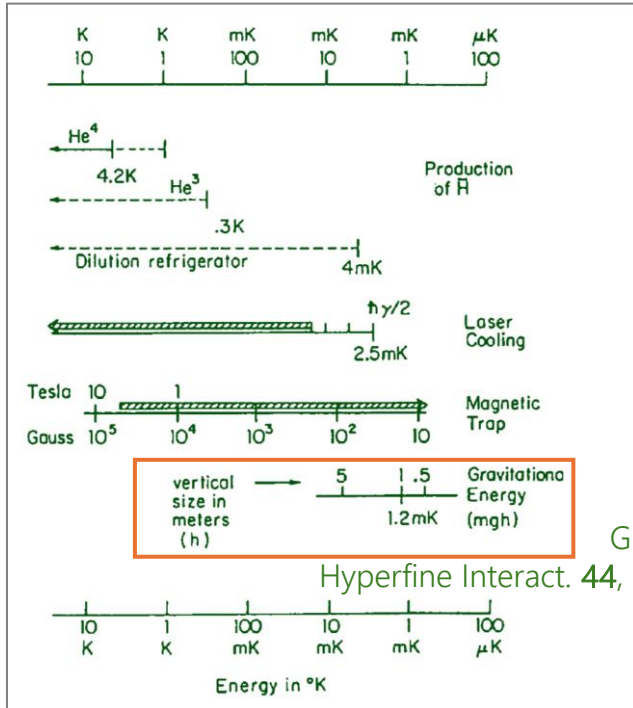 K K mK mK mK μK
10 1 100 10 1 100
He⁴
4.2K
He³
.3K
Production
of H̅
Dilution refrigerator
4mK
ħγ/2
2.5mK
Laser
Cooling
Tesla 10 1
Gauss 10⁵ 10⁴ 10³ 10² 10
Magnetic
Trap
vertical
size in
meters
(h)
5 1 .5
1.2mK
Gravitationa
Energy
(mgh)
G
Hyperfine Interact. 44,
10 1 100 10 1 100
K K mK mK mK μK
Energy in °K